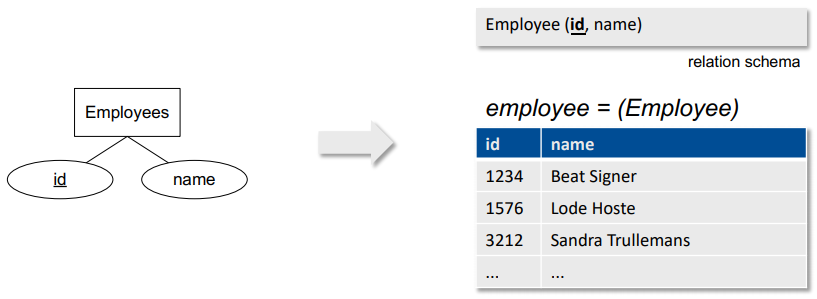 Employees
id
name
Employee (id, name)
relation schema
employee = (Employee)
id name
1234 Beat Signer
1576 Lode Hoste
3212 Sandra Trullemans
... ...